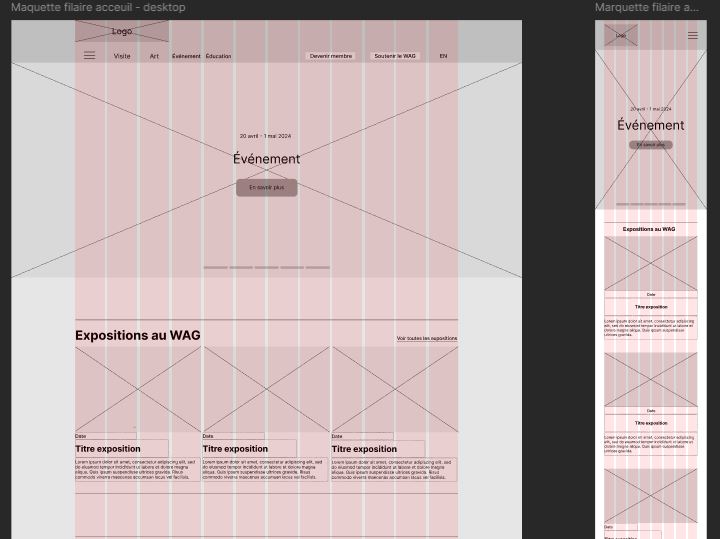 Maquette filaire acceuil - desktop
Logo
Visite Art Événement Éducation Devenir membre Soutenir le WAG EN
20 avril - 1 mai 2024
Événement
En savoir plus
Expositions au WAG
Voir toutes les expositions
Date Date Date
Titre exposition Titre exposition Titre exposition
Lorem ipsum dolor sit amet, consectetur adipiscing elit, sed
do eiusmod tempor incididunt ut labore et dolore magna
aliqua. Quis ipsum suspendisse ultrices gravida. Risus
commodo viverra maecenas accumsan lacus vel facilisis.
Lorem ipsum dolor sit amet, consectetur adipiscing elit, sed
do eiusmod tempor incididunt ut labore et dolore magna
aliqua. Quis ipsum suspendisse ultrices gravida. Risus
commodo viverra maecenas accumsan lacus vel facilisis.
Lorem ipsum dolor sit amet, consectetur adipiscing elit, sed
do eiusmod tempor incididunt ut labore et dolore magna
aliqua. Quis ipsum suspendisse ultrices gravida. Risus
commodo viverra maecenas accumsan lacus vel facilisis.
Marquette filaire a...
Logo
20 avril - 1 mai 2024
Événement
En savoir plus
Expositions au WAG
Date
Titre exposition
Lorem ipsum dolor sit amet, consectetur adipiscing
elit, sed do eiusmod tempor incididunt ut labore et
dolore magna aliqua. Quis ipsum suspendisse
ultrices gravida.
Date
Titre exposition
Lorem ipsum dolor sit amet, consectetur adipiscing
elit, sed do eiusmod tempor incididunt ut labore et
dolore magna aliqua. Quis ipsum suspendisse
ultrices gravida.
Date
Titre exposition